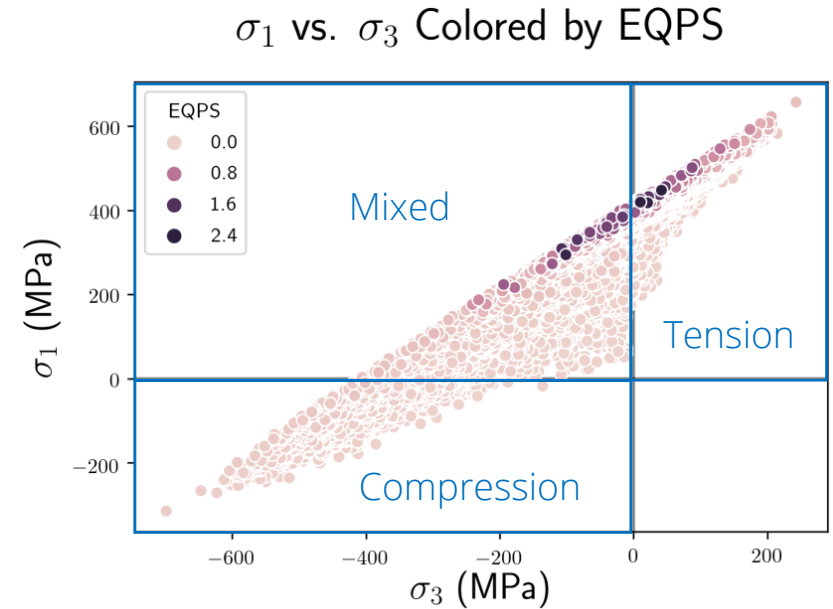 σ₁ vs. σ₃ Colored by EQPS
EQPS
0.0
0.8
1.6
2.4
Mixed
Tension
Compression
σ₁ (MPa)
600
400
200
0
−200
−600
−400
−200
0
200
σ₃ (MPa)